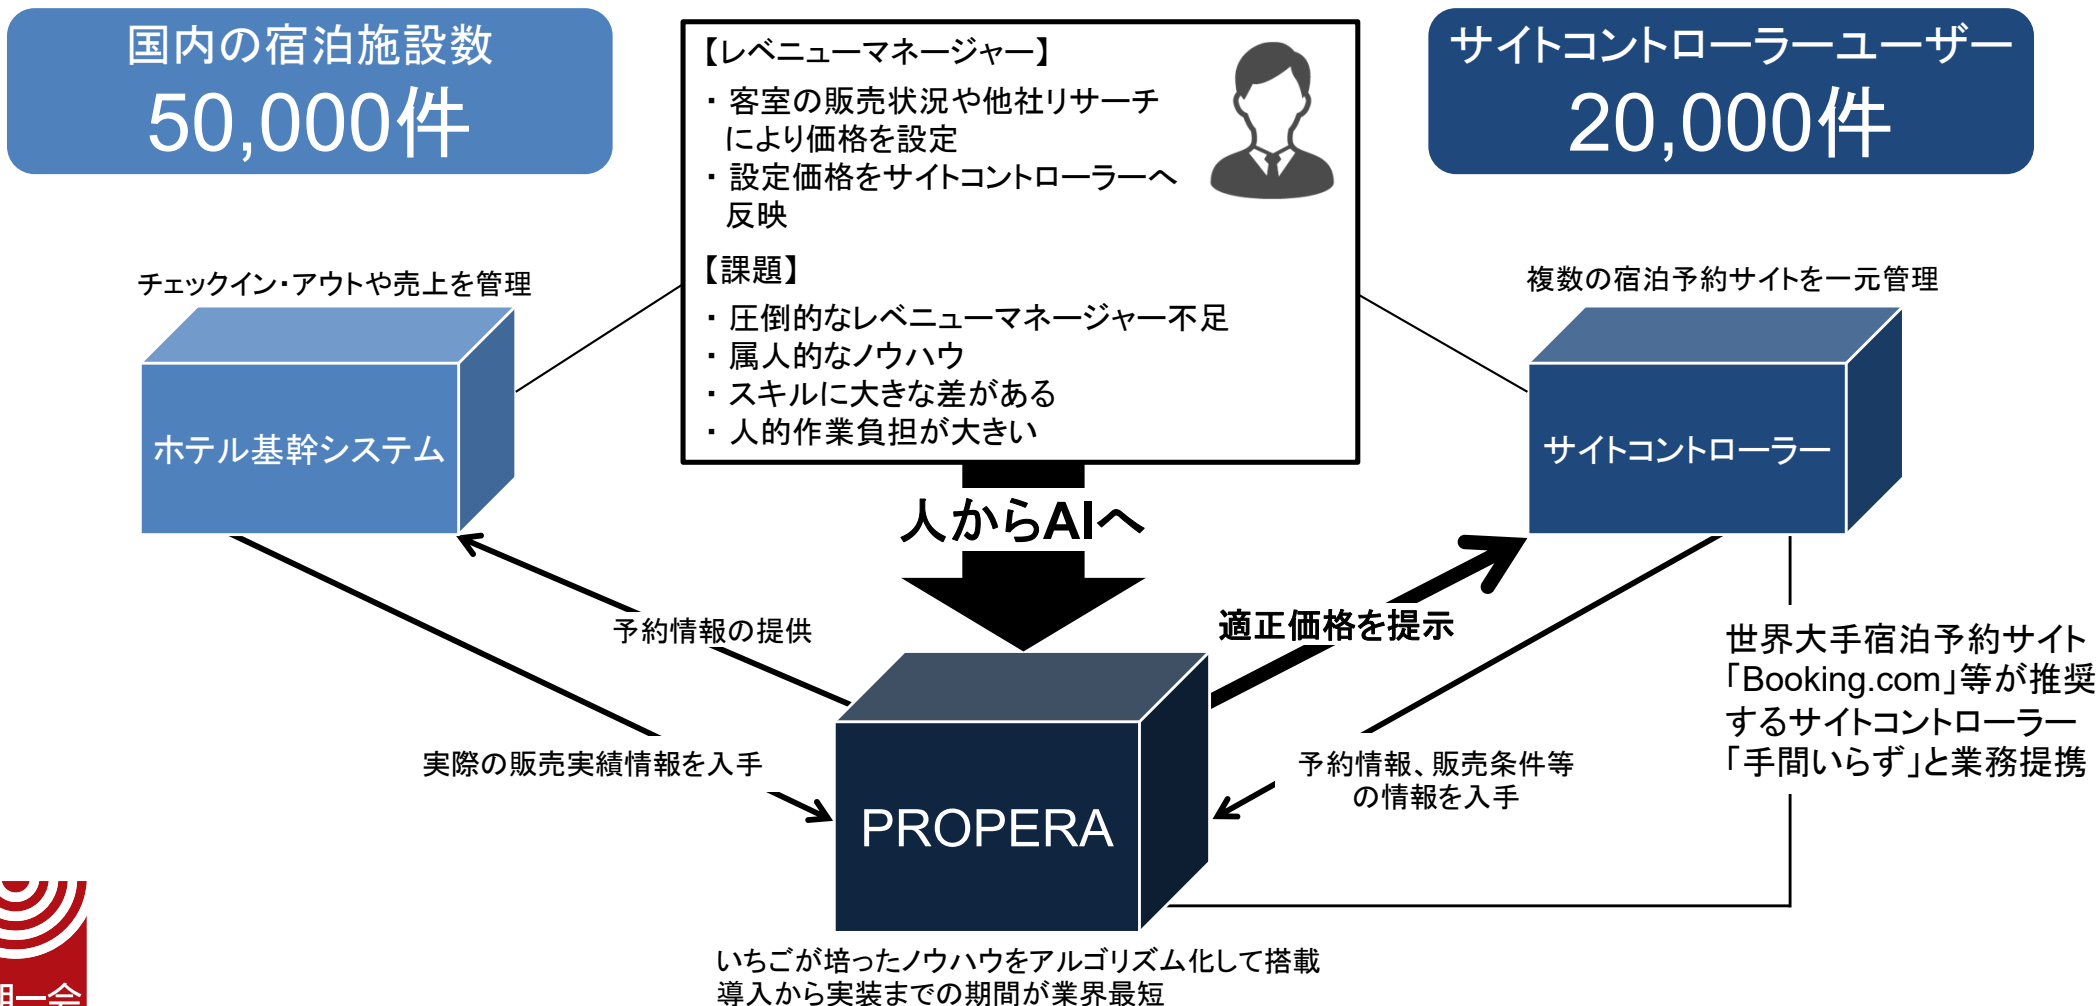 国内の宿泊施設数
50,000件
【レベニューマネージャー】
・ 客室の販売状況や他社リサーチ
により価格を設定
・ 設定価格をサイトコントローラーへ
反映
【課題】
・ 圧倒的なレベニューマネージャー不足
・ 属人的なノウハウ
・ スキルに大きな差がある
・ 人的作業負担が大きい
サイトコントローラーユーザー
20,000件
チェックイン・アウトや売上を管理
ホテル基幹システム
複数の宿泊予約サイトを一元管理
サイトコントローラー
人からAIへ
予約情報の提供
適正価格を提示
実際の販売実績情報を入手
予約情報、販売条件等
の情報を入手
世界大手宿泊予約サイト
「Booking.com」等が推奨
するサイトコントローラー
「手間いらず」と業務提携
PROPERA
いちごが培ったノウハウをアルゴリズム化して搭載
導入から実装までの期間が業界最短
一会